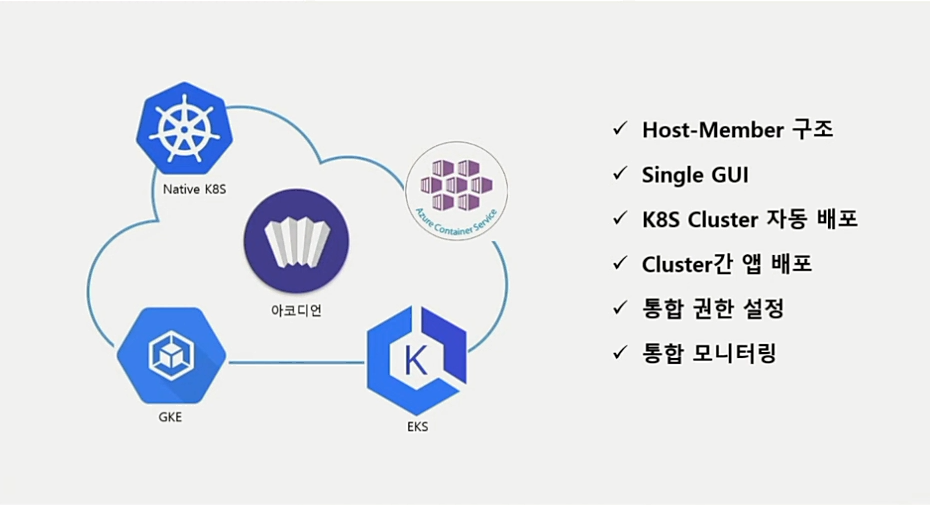 Native K8S
Azure Container Service
아코디언
GKE
K
EKS
Host-Member 구조
Single GUI
K8S Cluster 자동 배포
Cluster간 앱 배포
통합 권한 설정
통합 모니터링